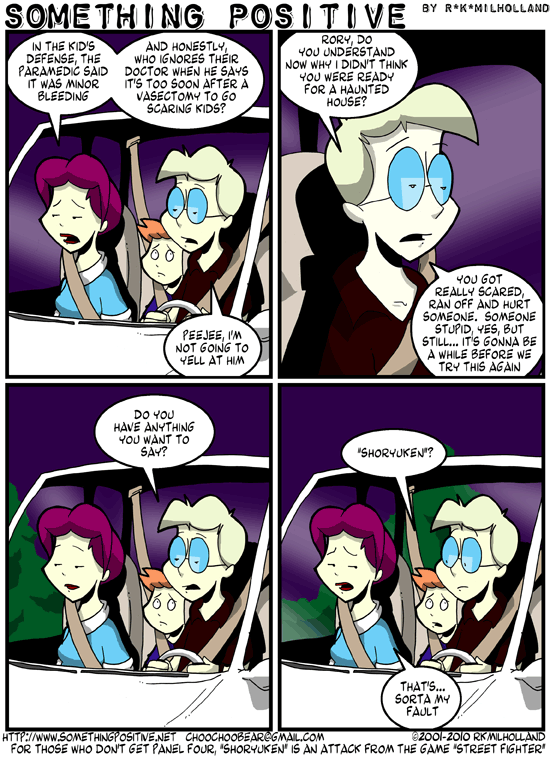 SOMETHING POSITIVE
BY R*K*MILHOLLAND
IN THE KID'S
DEFENSE, THE
PARAMEDIC SAID
IT WAS MINOR
BLEEDING
AND HONESTLY,
WHO IGNORES THEIR
DOCTOR WHEN HE SAYS
IT'S TOO SOON AFTER A
VASECTOMY TO GO
SCARING KIDS?
PEEJEE, I'M
NOT GOING TO
YELL AT HIM
RORY, DO
YOU UNDERSTAND
NOW WHY I DIDN'T THINK
YOU WERE READY
FOR A HAUNTED
HOUSE?
YOU GOT
REALLY SCARED,
RAN OFF AND HURT
SOMEONE. SOMEONE
STUPID, YES, BUT
STILL... IT'S GONNA BE
A WHILE BEFORE WE
TRY THIS AGAIN
DO YOU
HAVE ANYTHING
YOU WANT TO
SAY?
"SHORYUKEN"?
THAT'S...
SORTA MY
FAULT
HTTP://WWW.SOMETHINGPOSITIVE.NET CHOOCHOOBEAR@GMAIL.COM ©2001-2010 RKMILHOLLAND
FOR THOSE WHO DON'T GET PANEL FOUR, "SHORYUKEN" IS AN ATTACK FROM THE GAME "STREET FIGHTER"